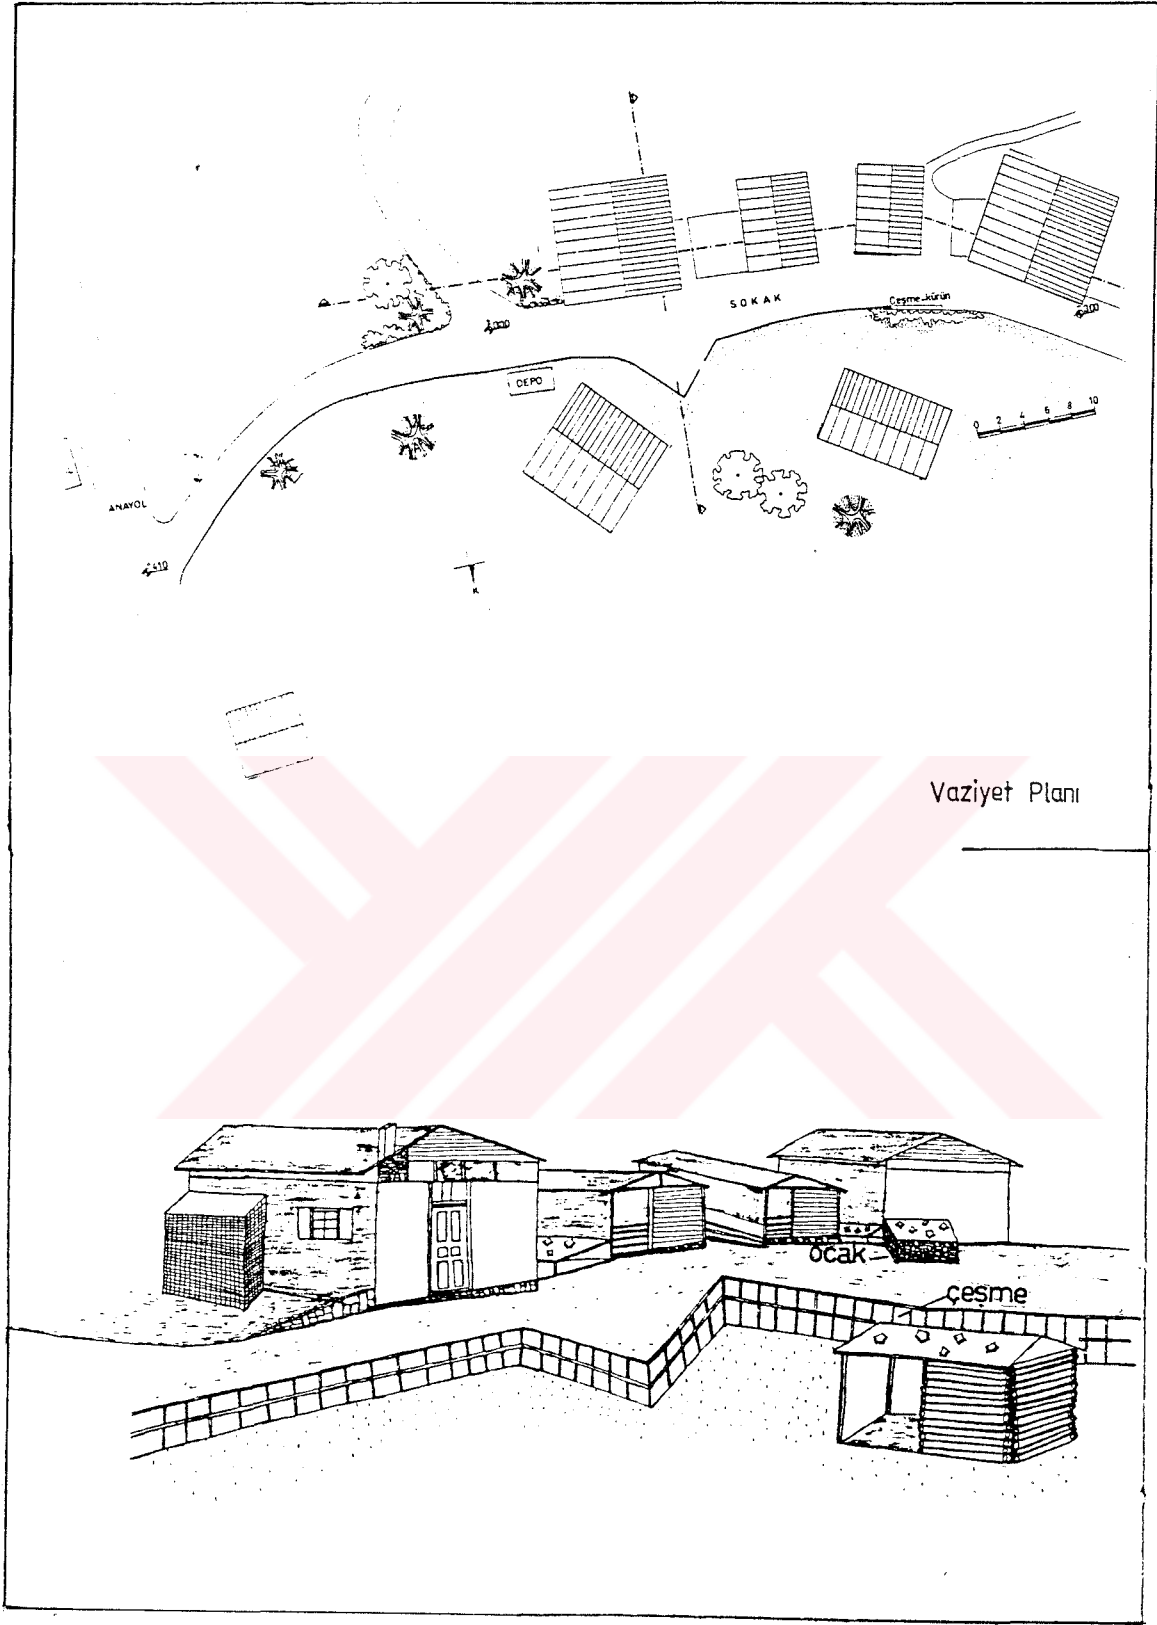 SOKAK
Çeşme-kürün
DEPO
0 2 4 6 8 10
ANAYOL
K
Vaziyet Planı
ocak
çeşme